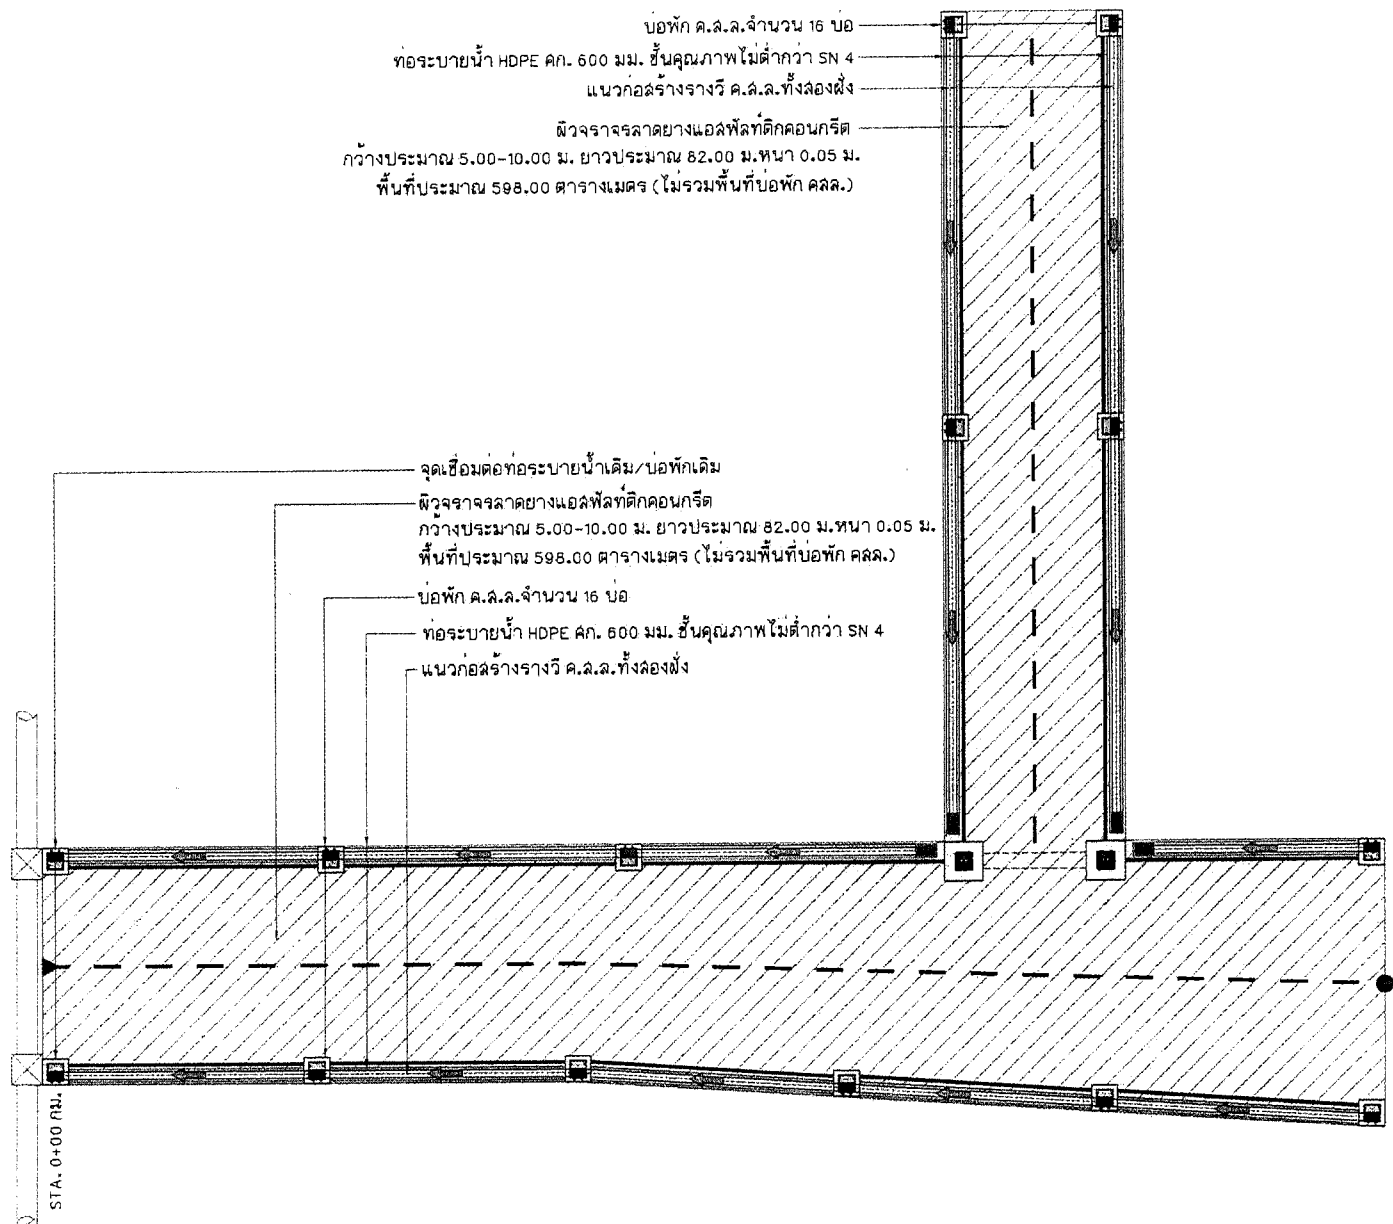 บ่อพัก ค.ส.ล.จำนวน 16 บ่อ
ท่อระบายน้ำ HDPE ศก. 600 มม. ชั้นคุณภาพไม่ต่ำกว่า SN 4
แนวก่อสร้างรางวี ค.ส.ล.ทั้งสองฝั่ง
ผิวจราจรลาดยางแอสฟัลท์ติกคอนกรีต
กว้างประมาณ 5.00-10.00 ม. ยาวประมาณ 82.00 ม.หนา 0.05 ม.
พื้นที่ประมาณ 598.00 ตารางเมตร (ไม่รวมพื้นที่บ่อพัก คสล.)
จุดเชื่อมต่อท่อระบายน้ำเดิม/บ่อพักเดิม
ผิวจราจรลาดยางแอสฟัลท์ติกคอนกรีต
กว้างประมาณ 5.00-10.00 ม. ยาวประมาณ 82.00 ม.หนา 0.05 ม.
พื้นที่ประมาณ 598.00 ตารางเมตร (ไม่รวมพื้นที่บ่อพัก คสล.)
บ่อพัก ค.ส.ล.จำนวน 16 บ่อ
ท่อระบายน้ำ HDPE ศก. 600 มม. ชั้นคุณภาพไม่ต่ำกว่า SN 4
แนวก่อสร้างรางวี ค.ส.ล.ทั้งสองฝั่ง
STA. 0+00 กม.